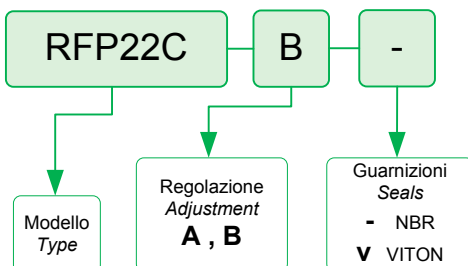 RFP22C
B
-
Modello
Type
Regolazione
Adjustment
A , B
Guarnizioni
Seals
- NBR
V VITON